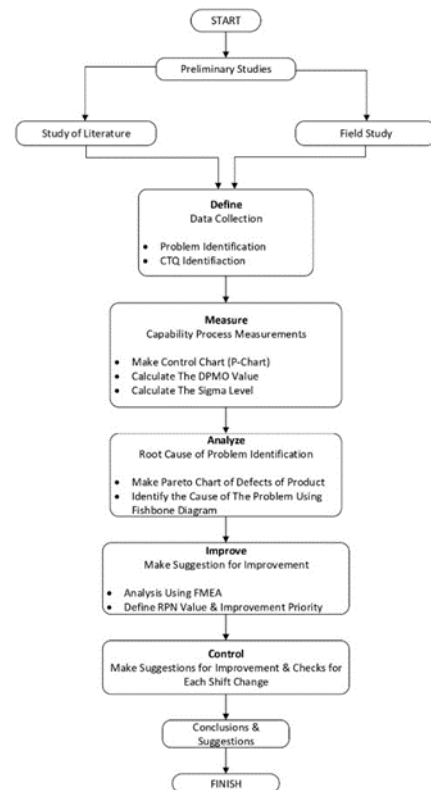 START
Preliminary Studies
Study of Literature
Field Study
Define
Data Collection
• Problem Identification
• CTQ Identifiaction
Measure
Capability Process Measurements
• Make Control Chart (P-Chart)
• Calculate The DPMO Value
• Calculate The Sigma Level
Analyze
Root Cause of Problem Identification
• Make Pareto Chart of Defects of Product
• Identify the Cause of The Problem Using
Fishbone Diagram
Improve
Make Suggestion for Improvement
• Analysis Using FMEA
• Define RPN Value & Improvement Priority
Control
Make Suggestions for Improvement & Checks for
Each Shift Change
Conclusions &
Suggestions
FINISH